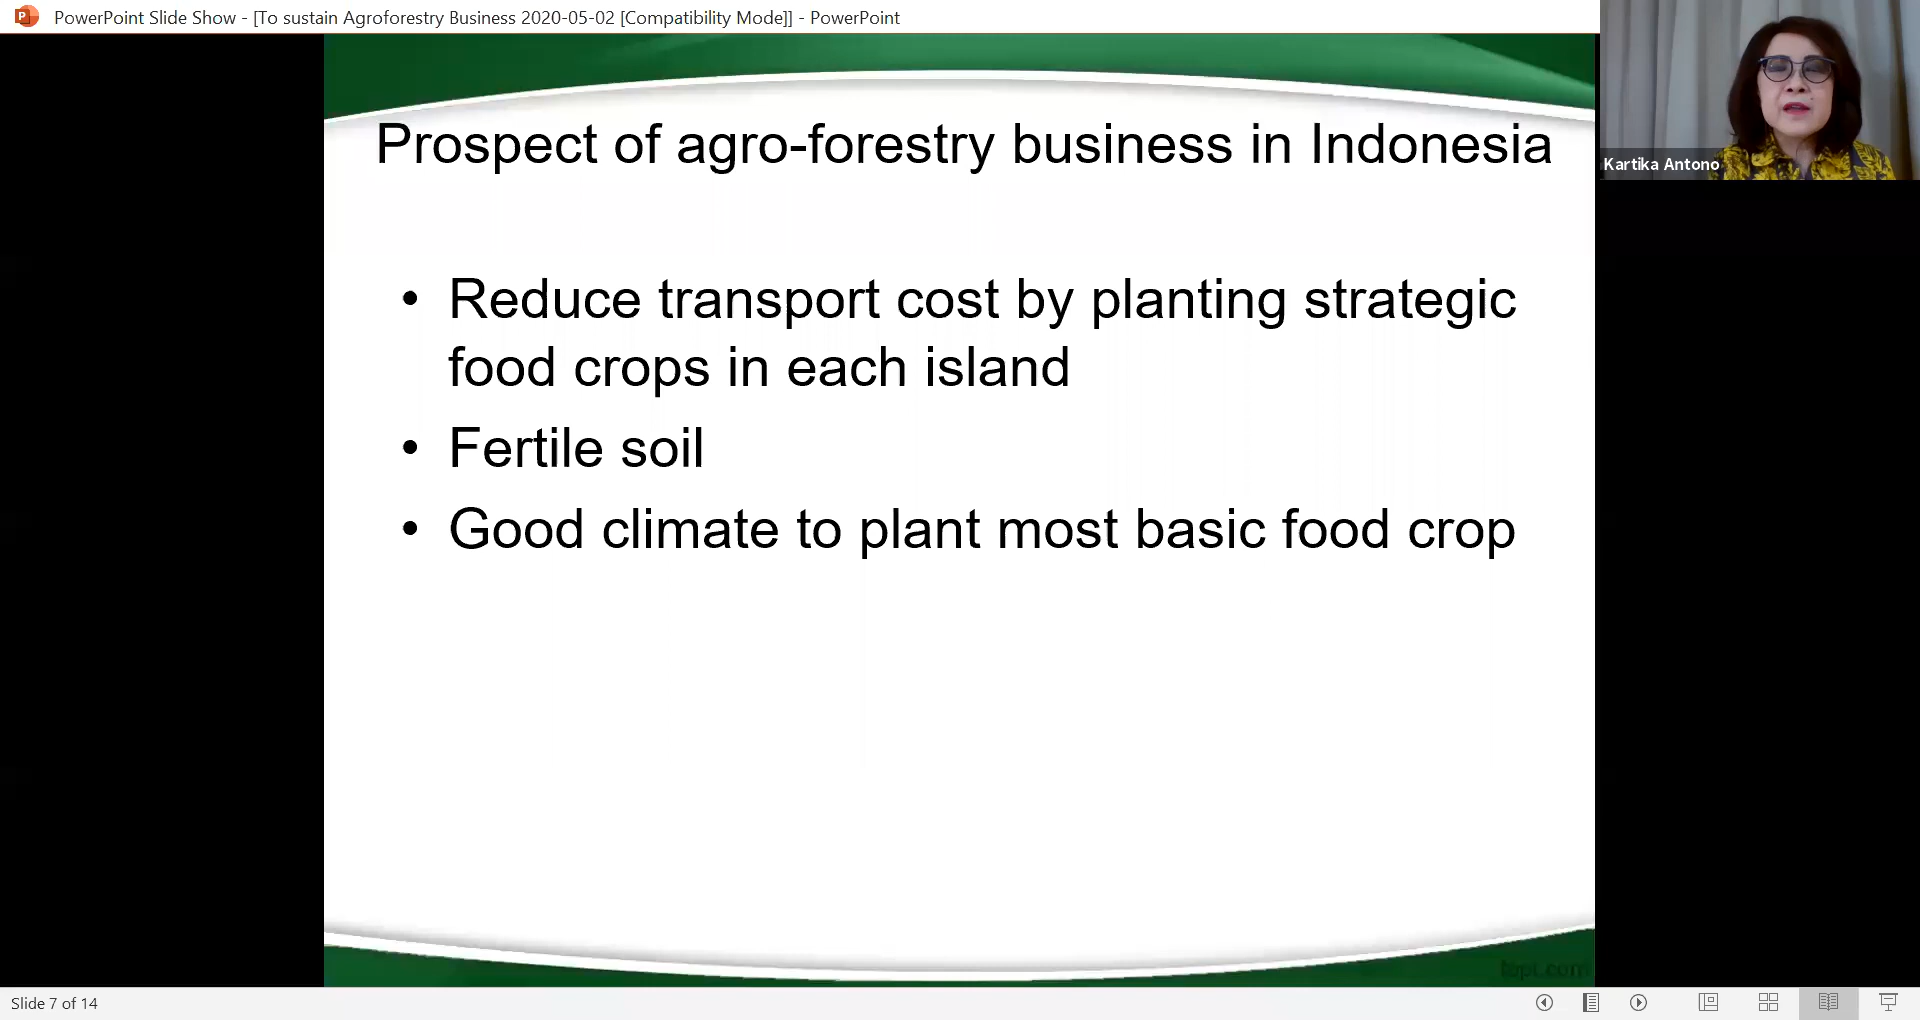 PowerPoint Slide Show - [To sustain Agroforestry Business 2020-05-02 [Compatibility Mode]] - PowerPoint
Kartika Antono
Prospect of agro-forestry business in Indonesia
• Reduce transport cost by planting strategic
food crops in each island
• Fertile soil
• Good climate to plant most basic food crop
Slide 7 of 14